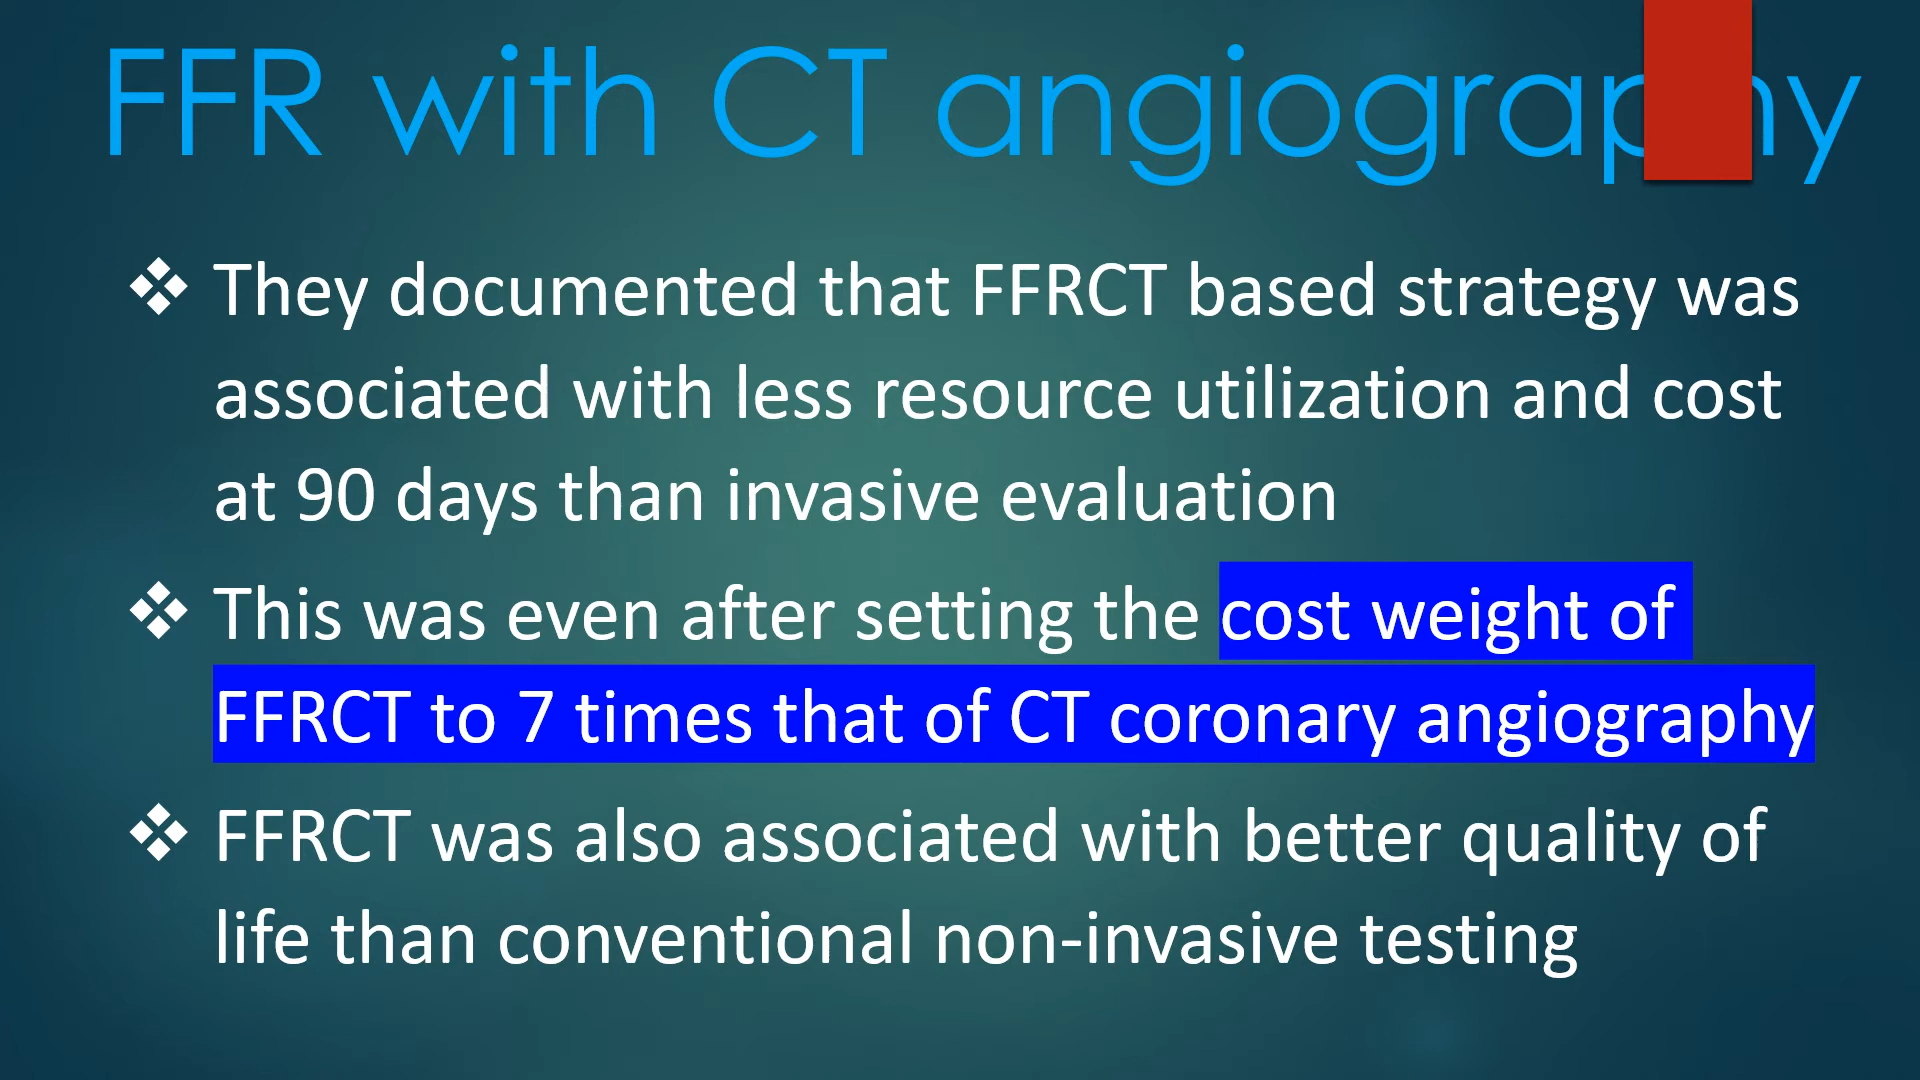 FFR with CT angiography
❖ They documented that FFRCT based strategy was
associated with less resource utilization and cost
at 90 days than invasive evaluation
❖ This was even after setting the cost weight of
FFRCT to 7 times that of CT coronary angiography
❖ FFRCT was also associated with better quality of
life than conventional non-invasive testing